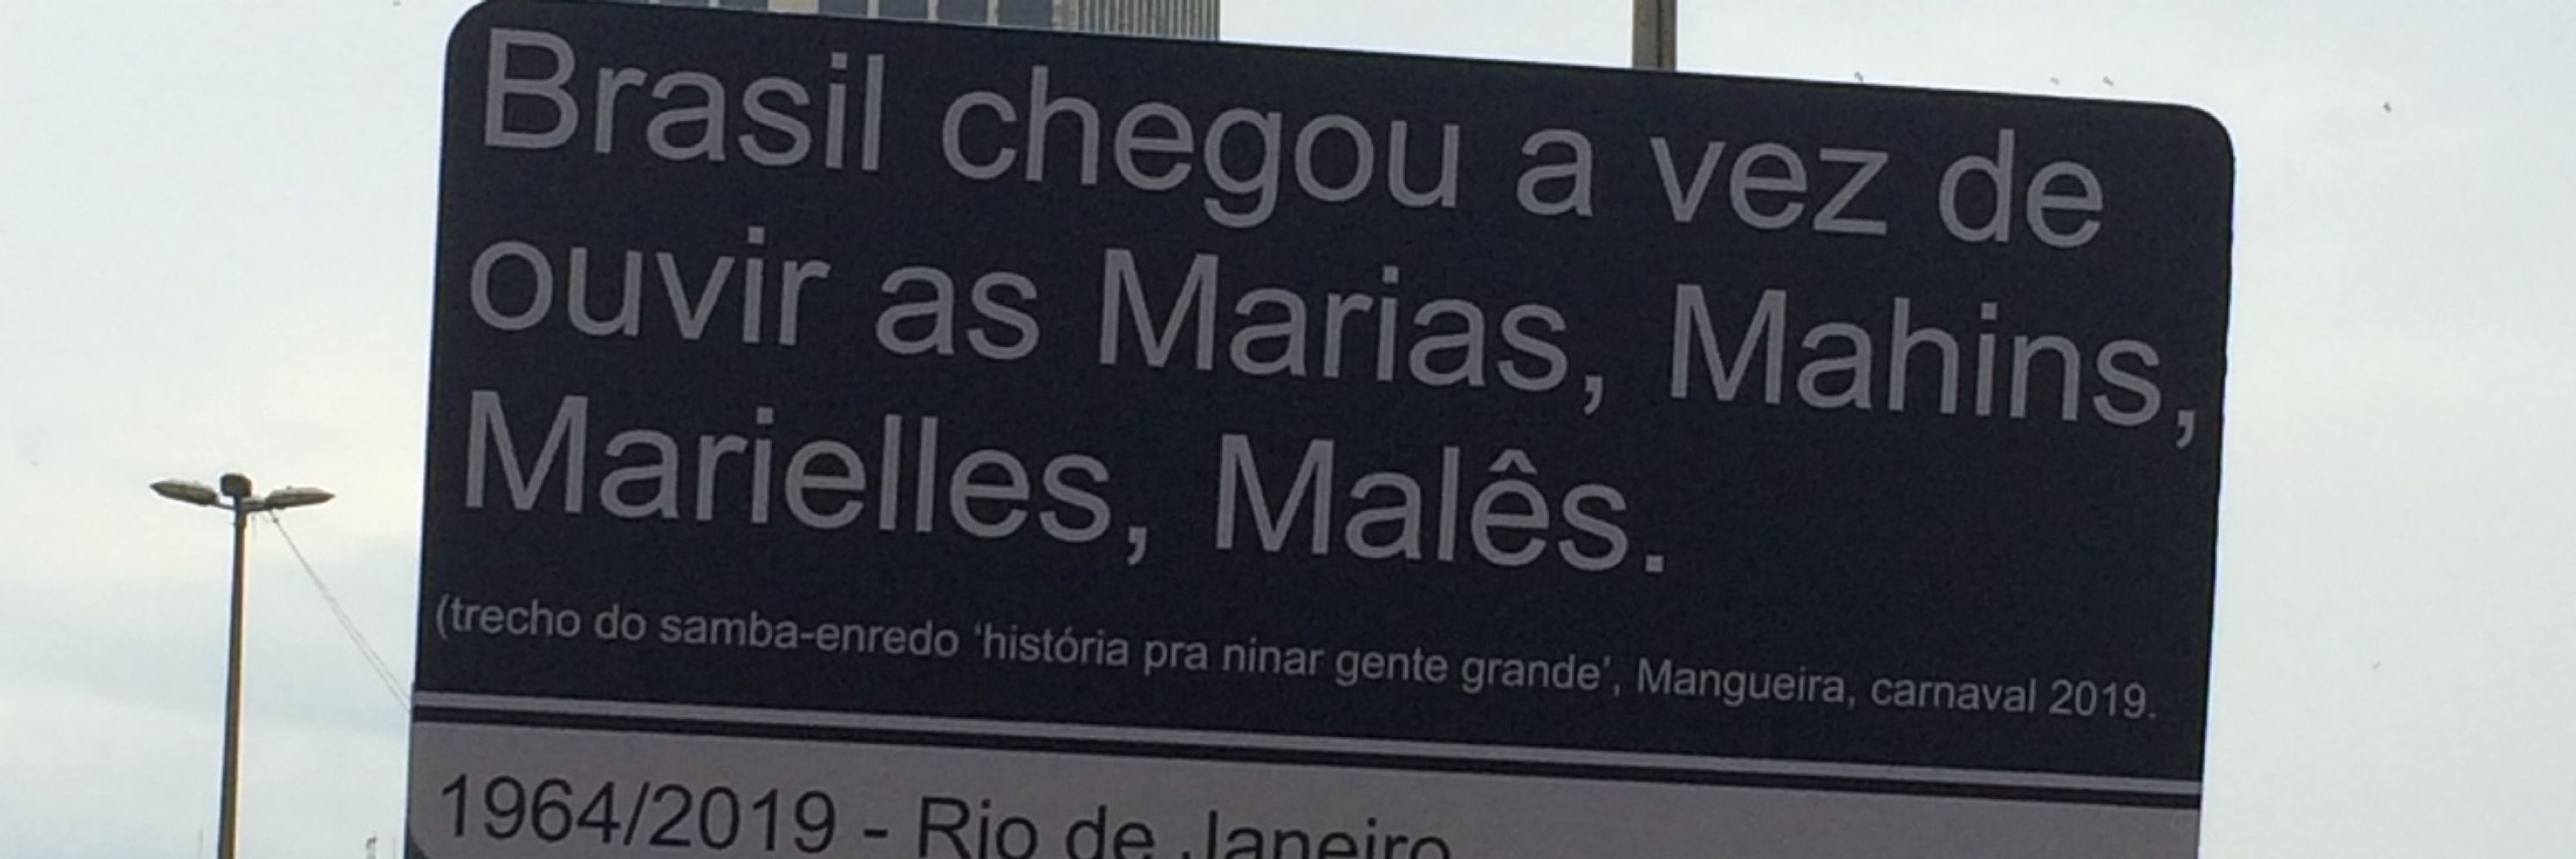 Brasil chegou a vez de
ouvir as Marias, Mahins,
Marielles, Malês.
(trecho do samba-enredo ‘história pra ninar gente grande’, Mangueira, carnaval 2019.
1964/2019 - Rio de Janeiro